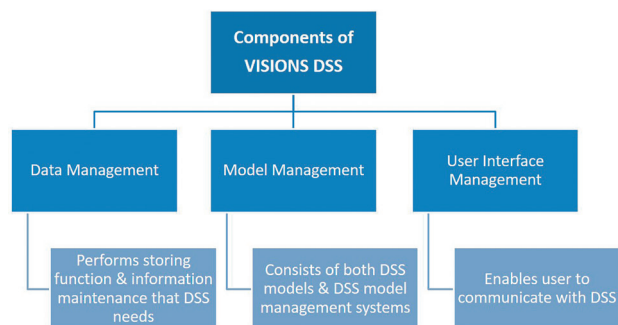 Components of
VISIONS DSS
Data Management
Model Management
User Interface
Management
Performs storing
function & information
maintenance that DSS
needs
Consists of both DSS
models & DSS model
management systems
Enables user to
communicate with DSS